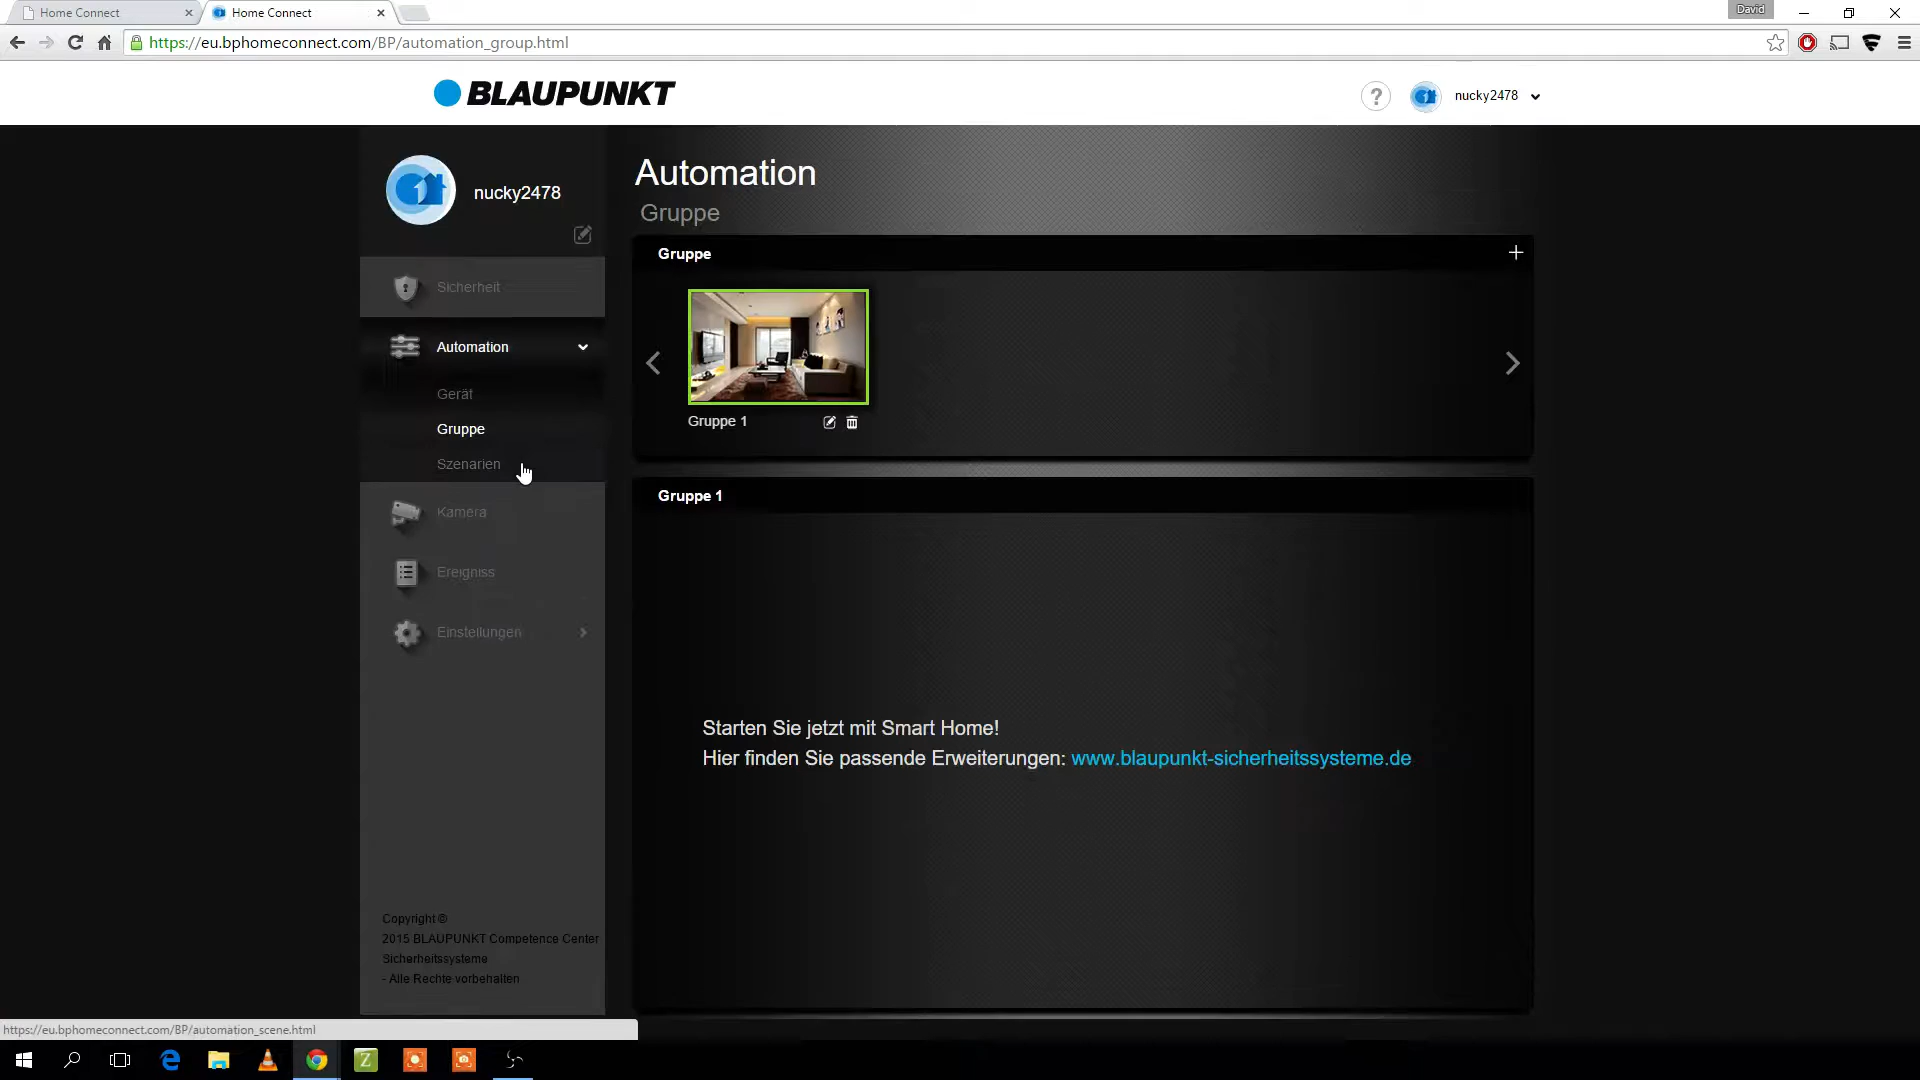 Home Connect
Home Connect
David
https://eu.bphomeconnect.com/BP/automation_group.html
BLAUPUNKT
?
nucky2478
nucky2478
Sicherheit
Automation
Gerät
Gruppe
Szenarien
Kamera
Ereigniss
Einstellungen
Copyright ©
2015 BLAUPUNKT Competence Center
Sicherheitssysteme
- Alle Rechte vorbehalten
Automation
Gruppe
Gruppe
Gruppe 1
Gruppe 1
Starten Sie jetzt mit Smart Home!
Hier finden Sie passende Erweiterungen: www.blaupunkt-sicherheitssysteme.de
https://eu.bphomeconnect.com/BP/automation_scene.html